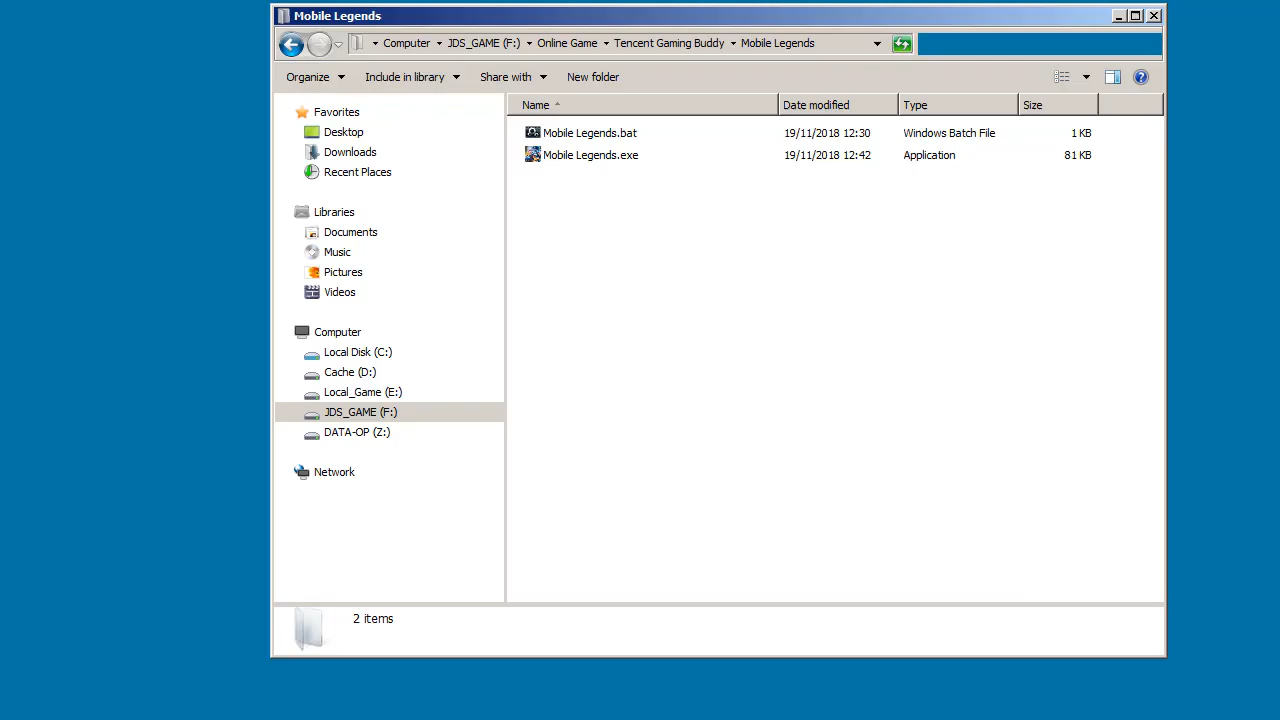 Mobile Legends
Computer JDS_GAME (F:) Online Game Tencent Gaming Buddy Mobile Legends
Organize Include in library Share with New folder
Favorites
Desktop
Downloads
Recent Places
Libraries
Documents
Music
Pictures
Videos
Computer
Local Disk (C:)
Cache (D:)
Local_Game (E:)
JDS_GAME (F:)
DATA-OP (Z:)
Network
Name Date modified Type Size
Mobile Legends.bat 19/11/2018 12:30 Windows Batch File 1 KB
Mobile Legends.exe 19/11/2018 12:42 Application 81 KB
2 items